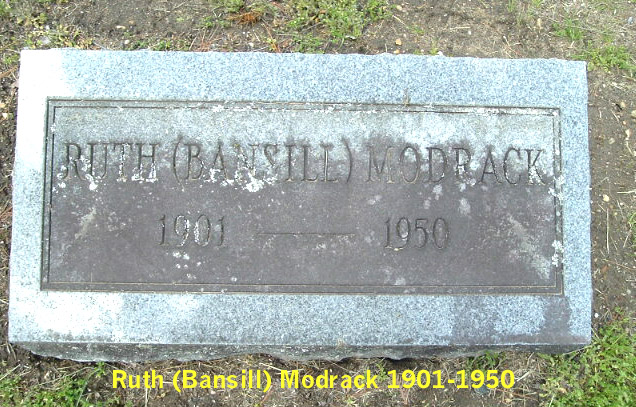 RUTH (BANSILL) MODRACK
1901 — 1950
Ruth (Bansill) Modrack 1901-1950